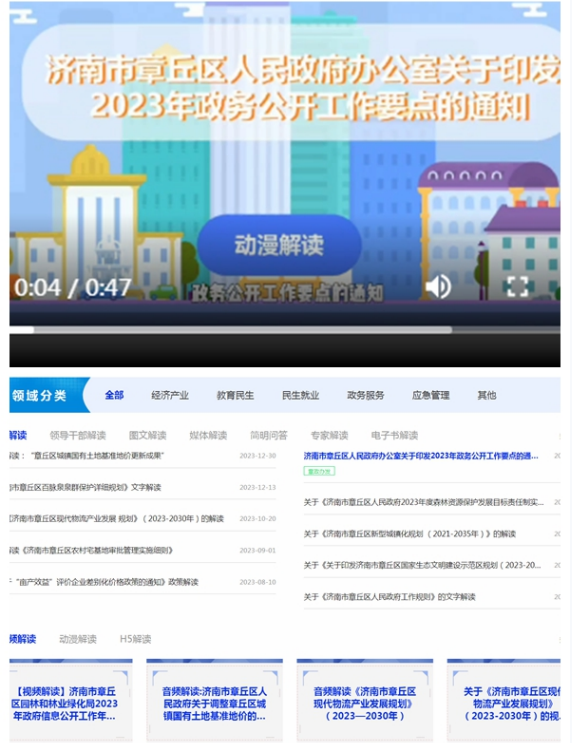 济南市章丘区人民政府办公室关于印发
2023年政务公开工作要点的通知
动漫解读
政务公开工作要点的通知
0:04 / 0:47
领域分类 全部 经济产业 教育民生 民生就业 政务服务 应急管理 其他
解读 领导干部解读 图文解读 媒体解读 简明问答 专家解读 电子书解读
读：“章丘区城镇国有土地基准地价更新成果” 2023-12-30
济南市章丘区人民政府办公室关于印发2023年政务公开工作要点的通...
市章丘区百脉泉泉群保护详细规划》文字解读 2023-12-13
关于《济南市章丘区人民政府2023年度森林资源保护发展目标责任制实...
济南市章丘区现代物流产业发展 规划》（2023-2030年）的解读 2023-10-20
关于《济南市章丘区新型城镇化规划 （2021-2035年）》的解读
读《济南市章丘区农村宅基地审批管理实施细则》 2023-09-01
关于《关于印发济南市章丘区国家生态文明建设示范区规划（2023-20...
“亩产效益”评价企业差别化价格政策的通知》政策解读 2023-08-10
关于《济南市章丘区人民政府工作规则》的文字解读
频解读 动漫解读 H5解读
【视频解读】济南市章丘
区园林和林业绿化局2023
年政府信息公开工作年...
音频解读:济南市章丘区人
民政府关于调整章丘区城
镇国有土地基准地价的...
音频解读《济南市章丘区
现代物流产业发展规划》
（2023—2030年）
关于《济南市章丘区现代
物流产业发展规划》
（2023-2030年）的视